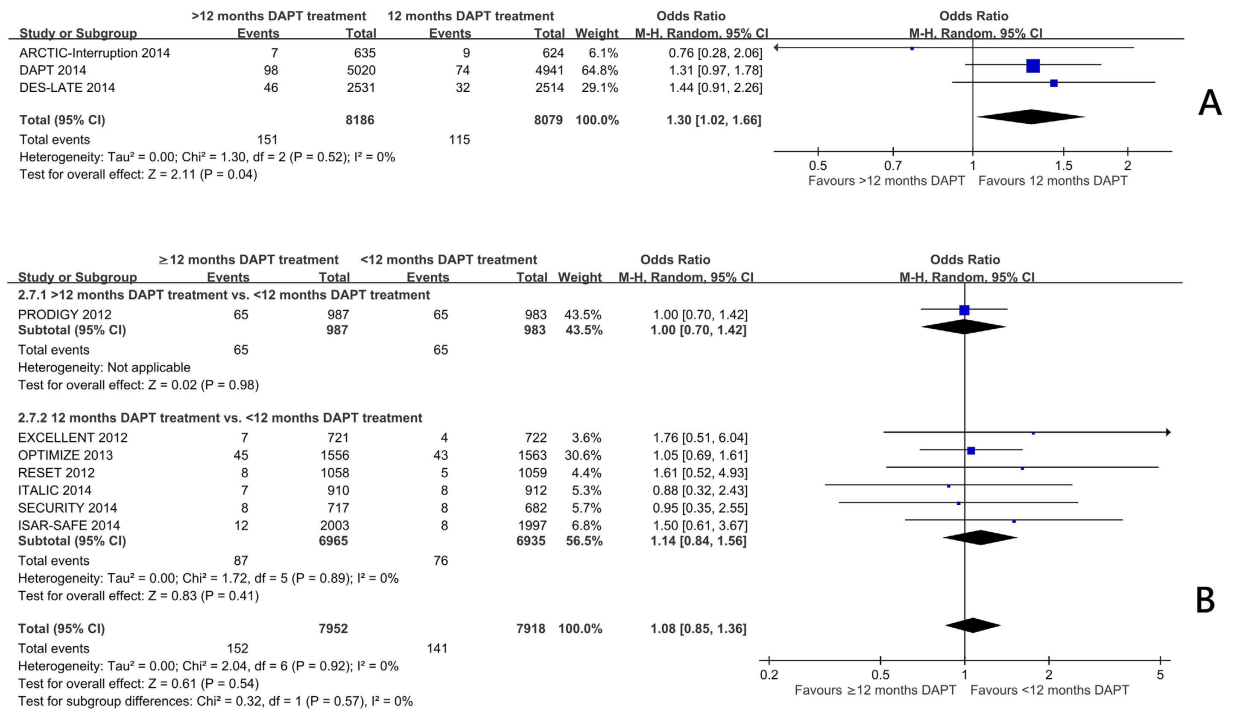 >12 months DAPT treatment 12 months DAPT treatment Odds Ratio Odds Ratio
Study or Subgroup Events Total Events Total Weight M-H, Random, 95% CI M-H, Random, 95% CI
ARCTIC-Interruption 2014 7 635 9 624 6.1% 0.76 [0.28, 2.06]
DAPT 2014 98 5020 74 4941 64.8% 1.31 [0.97, 1.78]
DES-LATE 2014 46 2531 32 2514 29.1% 1.44 [0.91, 2.26]
A
Total (95% CI) 8186 8079 100.0% 1.30 [1.02, 1.66]
Total events 151 115
Heterogeneity: Tau² = 0.00; Chi² = 1.30, df = 2 (P = 0.52); I² = 0%
Test for overall effect: Z = 2.11 (P = 0.04)
0.5 0.7 1 1.5 2
Favours >12 months DAPT Favours 12 months DAPT
≥12 months DAPT treatment <12 months DAPT treatment Odds Ratio Odds Ratio
Study or Subgroup Events Total Events Total Weight M-H, Random, 95% CI M-H, Random, 95% CI
2.7.1 >12 months DAPT treatment vs. <12 months DAPT treatment
PRODIGY 2012 65 987 65 983 43.5% 1.00 [0.70, 1.42]
Subtotal (95% CI) 987 983 43.5% 1.00 [0.70, 1.42]
Total events 65 65
Heterogeneity: Not applicable
Test for overall effect: Z = 0.02 (P = 0.98)
2.7.2 12 months DAPT treatment vs. <12 months DAPT treatment
EXCELLENT 2012 7 721 4 722 3.6% 1.76 [0.51, 6.04]
OPTIMIZE 2013 45 1556 43 1563 30.6% 1.05 [0.69, 1.61]
RESET 2012 8 1058 5 1059 4.4% 1.61 [0.52, 4.93]
ITALIC 2014 7 910 8 912 5.3% 0.88 [0.32, 2.43]
SECURITY 2014 8 717 8 682 5.7% 0.95 [0.35, 2.55]
ISAR-SAFE 2014 12 2003 8 1997 6.8% 1.50 [0.61, 3.67]
Subtotal (95% CI) 6965 6935 56.5% 1.14 [0.84, 1.56]
Total events 87 76
Heterogeneity: Tau² = 0.00; Chi² = 1.72, df = 5 (P = 0.89); I² = 0%
Test for overall effect: Z = 0.83 (P = 0.41)
B
Total (95% CI) 7952 7918 100.0% 1.08 [0.85, 1.36]
Total events 152 141
Heterogeneity: Tau² = 0.00; Chi² = 2.04, df = 6 (P = 0.92); I² = 0%
Test for overall effect: Z = 0.61 (P = 0.54)
Test for subgroup differences: Chi² = 0.32, df = 1 (P = 0.57), I² = 0%
0.2 0.5 1 2 5
Favours ≥12 months DAPT Favours <12 months DAPT